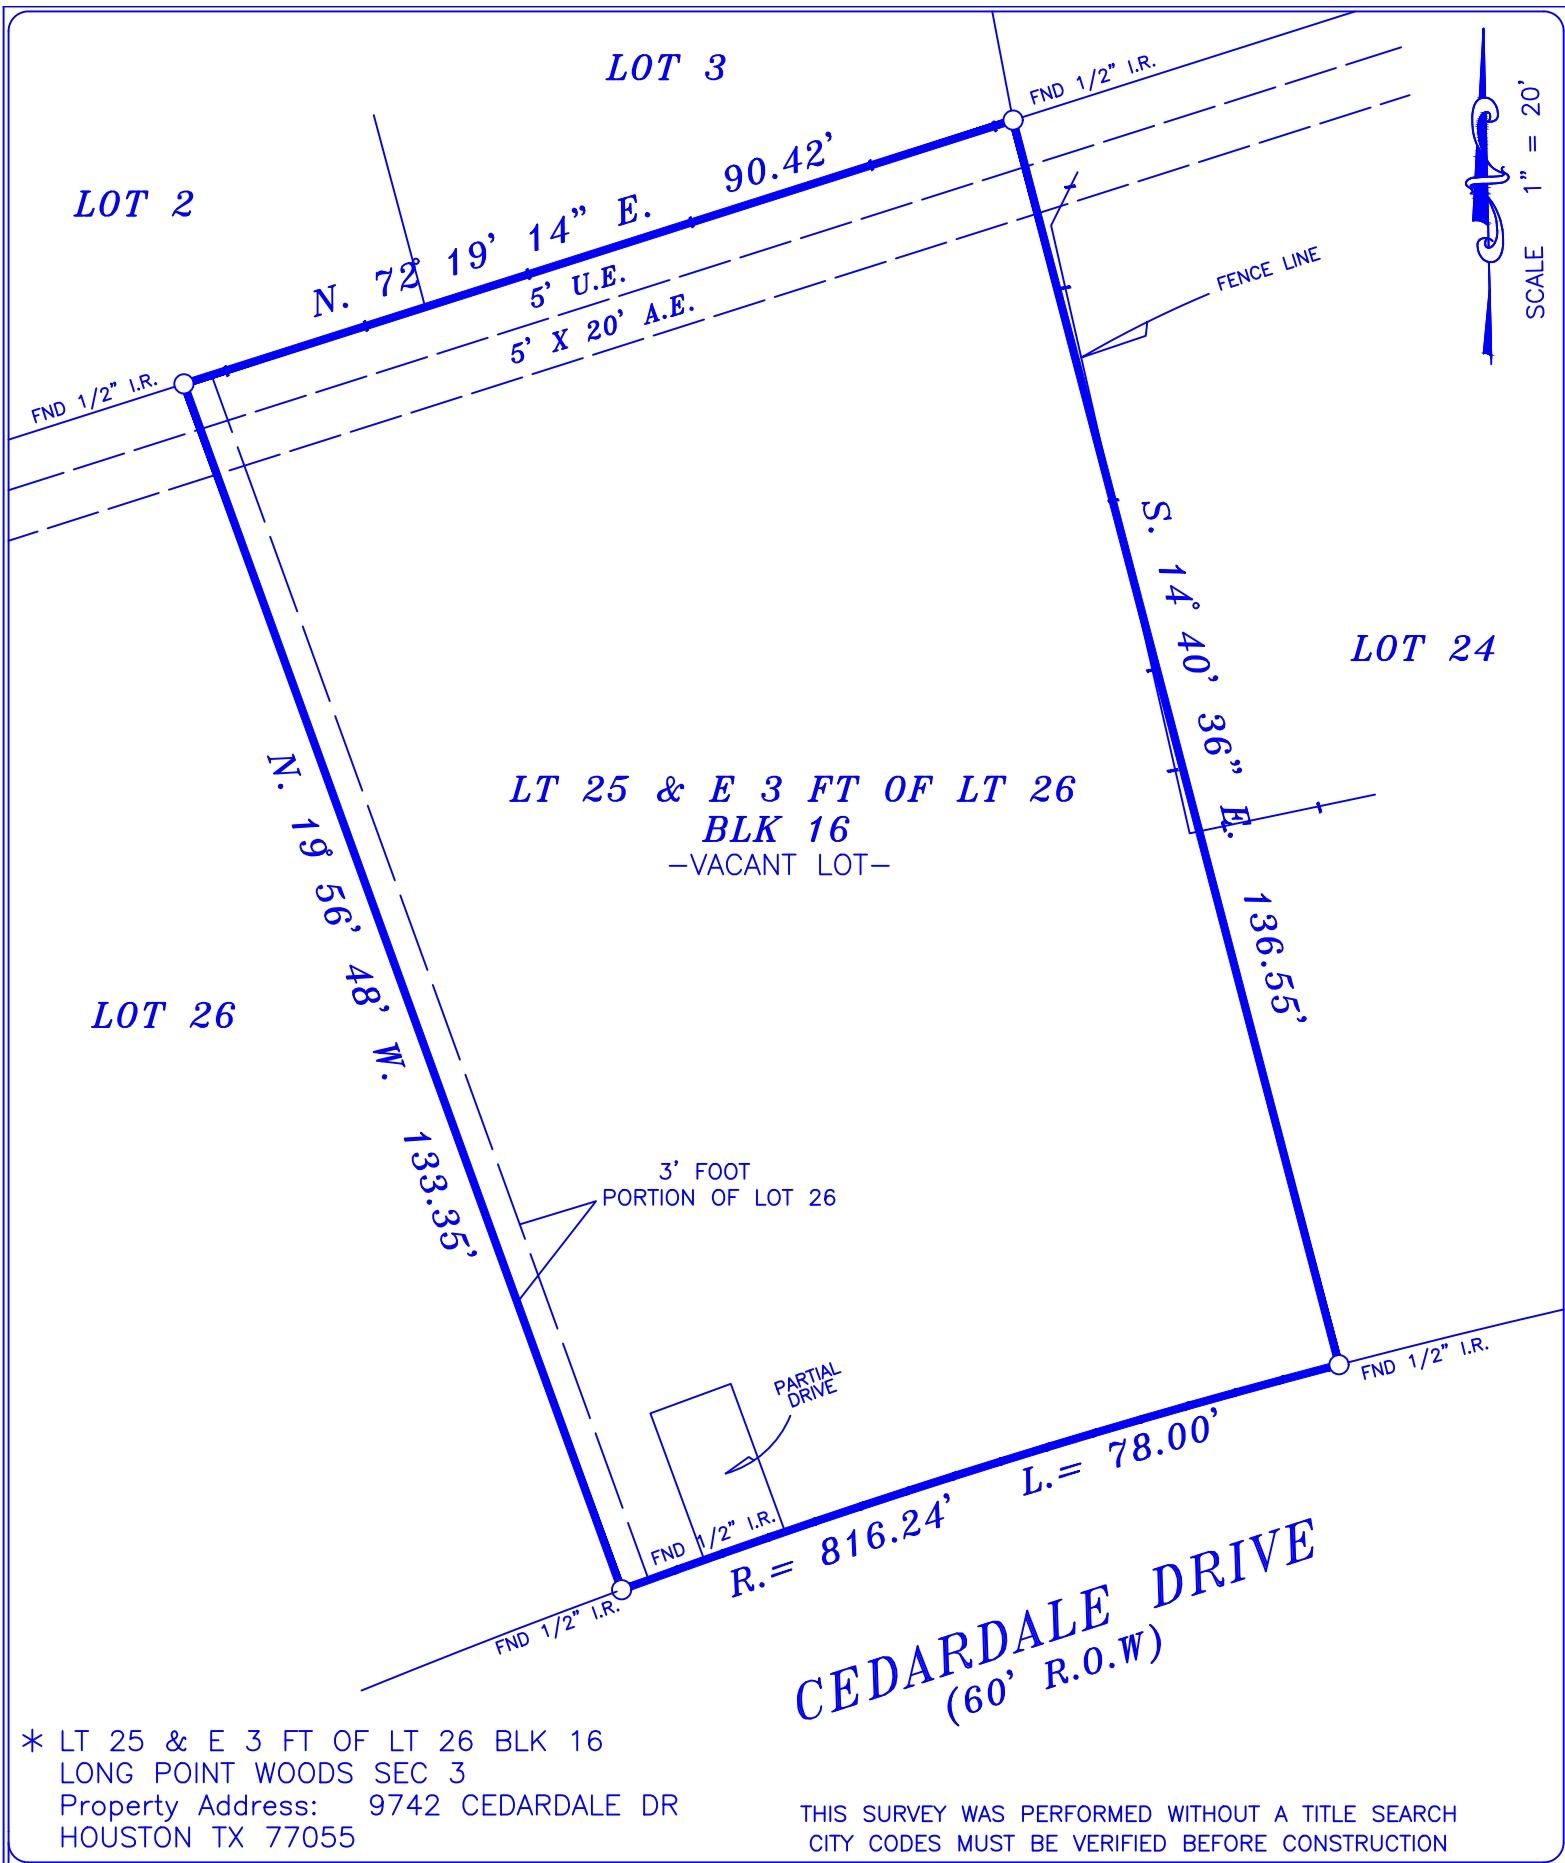 LOT 3
FND 1/2" I.R.
SCALE 1" = 20'
LOT 2
N. 72° 19' 14" E. 90.42'
5' U.E.
5' X 20' A.E.
FENCE LINE
FND 1/2" I.R.
S. 14° 40' 36" E. 136.55'
LOT 24
LT 25 & E 3 FT OF LT 26
BLK 16
-VACANT LOT-
N. 19° 56' 48' W. 133.35'
LOT 26
3' FOOT
PORTION OF LOT 26
PARTIAL
DRIVE
FND 1/2" I.R.
FND 1/2" I.R.
FND 1/2" I.R.
R.= 816.24' L.= 78.00'
CEDARDALE DRIVE
(60' R.O.W)
* LT 25 & E 3 FT OF LT 26 BLK 16
LONG POINT WOODS SEC 3
Property Address: 9742 CEDARDALE DR
HOUSTON TX 77055
THIS SURVEY WAS PERFORMED WITHOUT A TITLE SEARCH
CITY CODES MUST BE VERIFIED BEFORE CONSTRUCTION